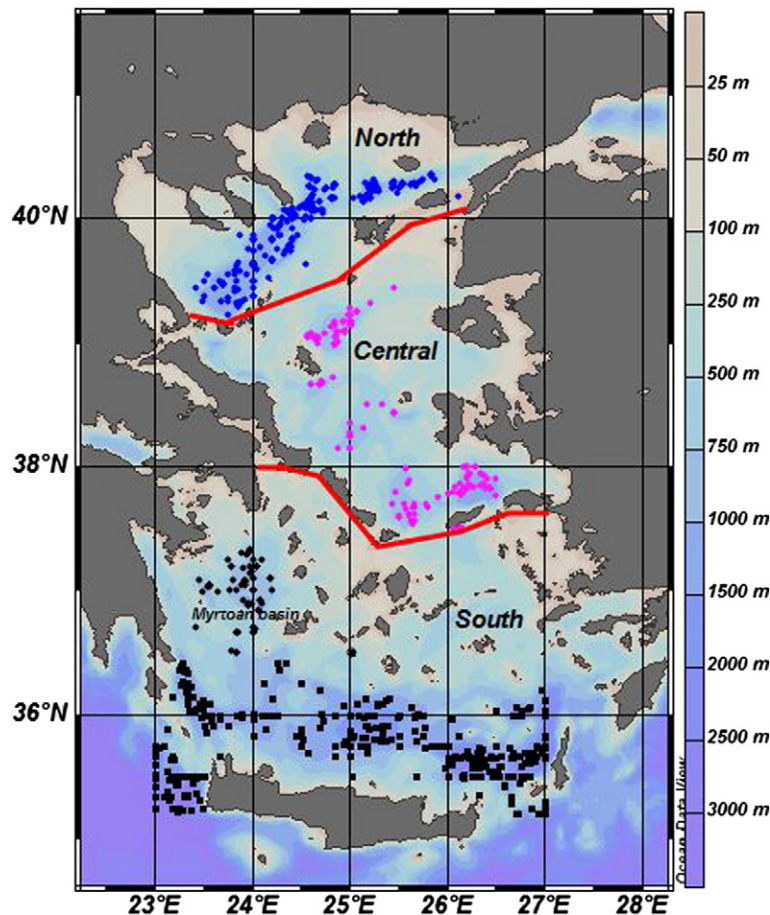 25 m
50 m
100 m
250 m
500 m
750 m
1000 m
1500 m
2000 m
2500 m
3000 m
North
Central
South
Myrtoan basin
40°N
38°N
36°N
23°E
24°E
25°E
26°E
27°E
28°E
Ocean Data View